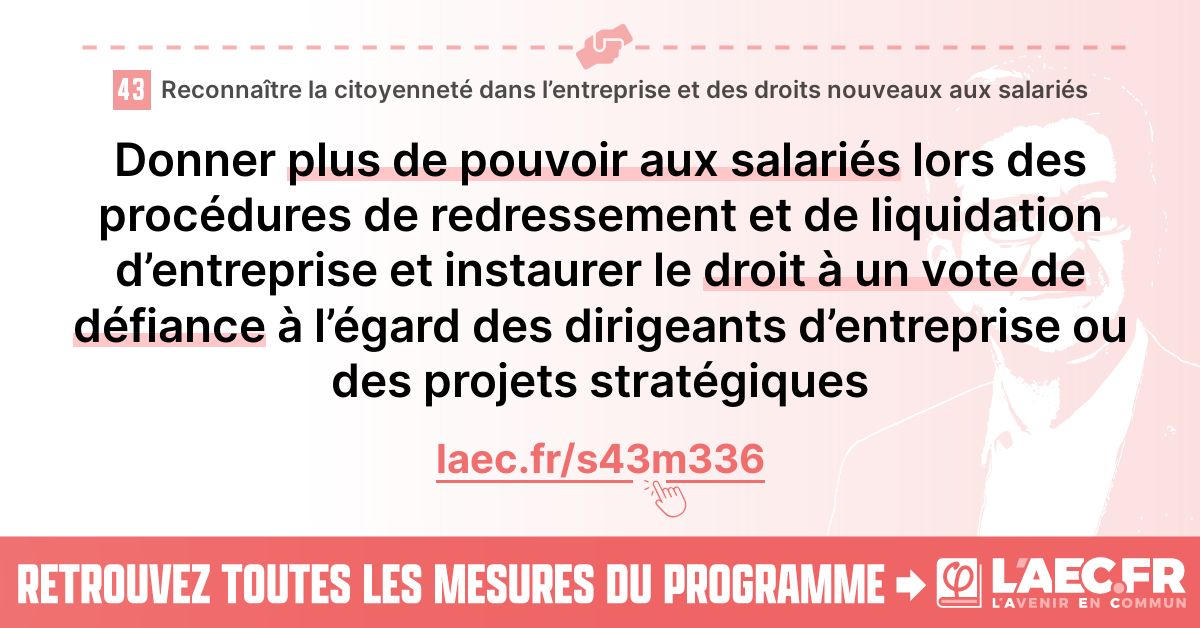 43 Reconnaître la citoyenneté dans l’entreprise et des droits nouveaux aux salariés
Donner plus de pouvoir aux salariés lors des
procédures de redressement et de liquidation
d’entreprise et instaurer le droit à un vote de
défiance à l’égard des dirigeants d’entreprise ou
des projets stratégiques
laec.fr/s43m336
RETROUVEZ TOUTES LES MESURES DU PROGRAMME
φ L'AEC.FR
L'AVENIR EN COMMUN